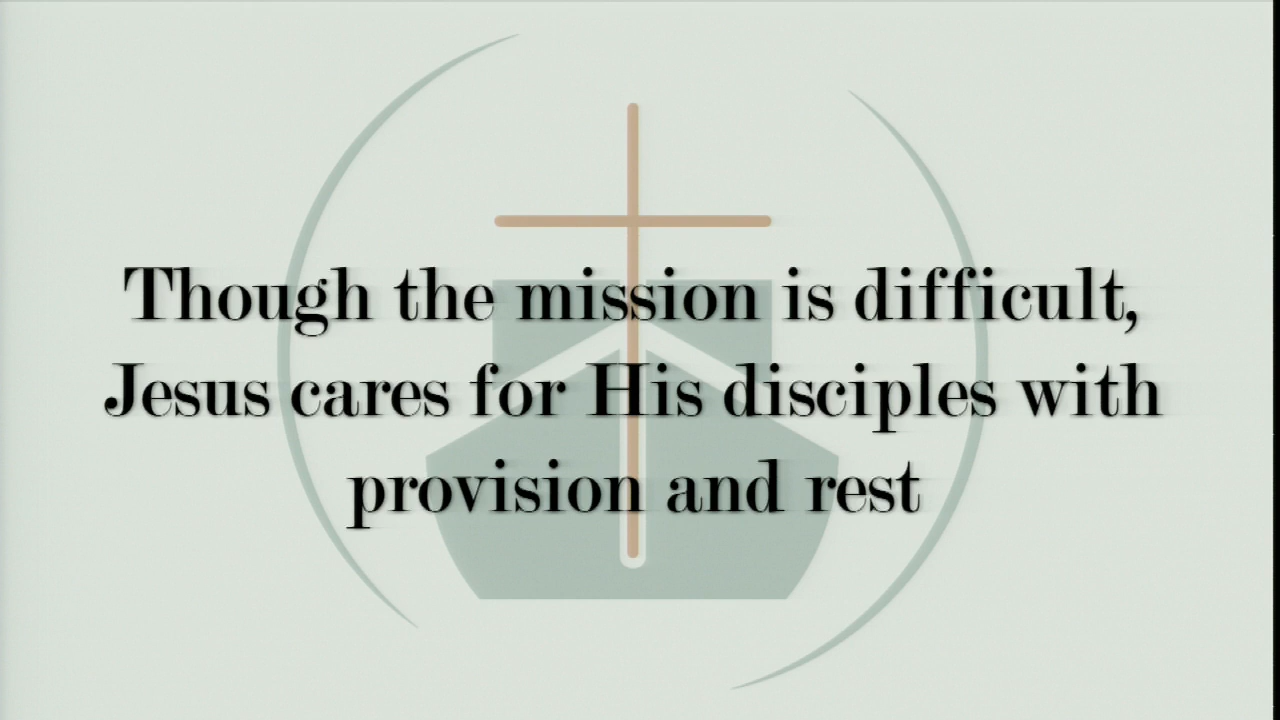 Though the mission is difficult,
Jesus cares for His disciples with
provision and rest